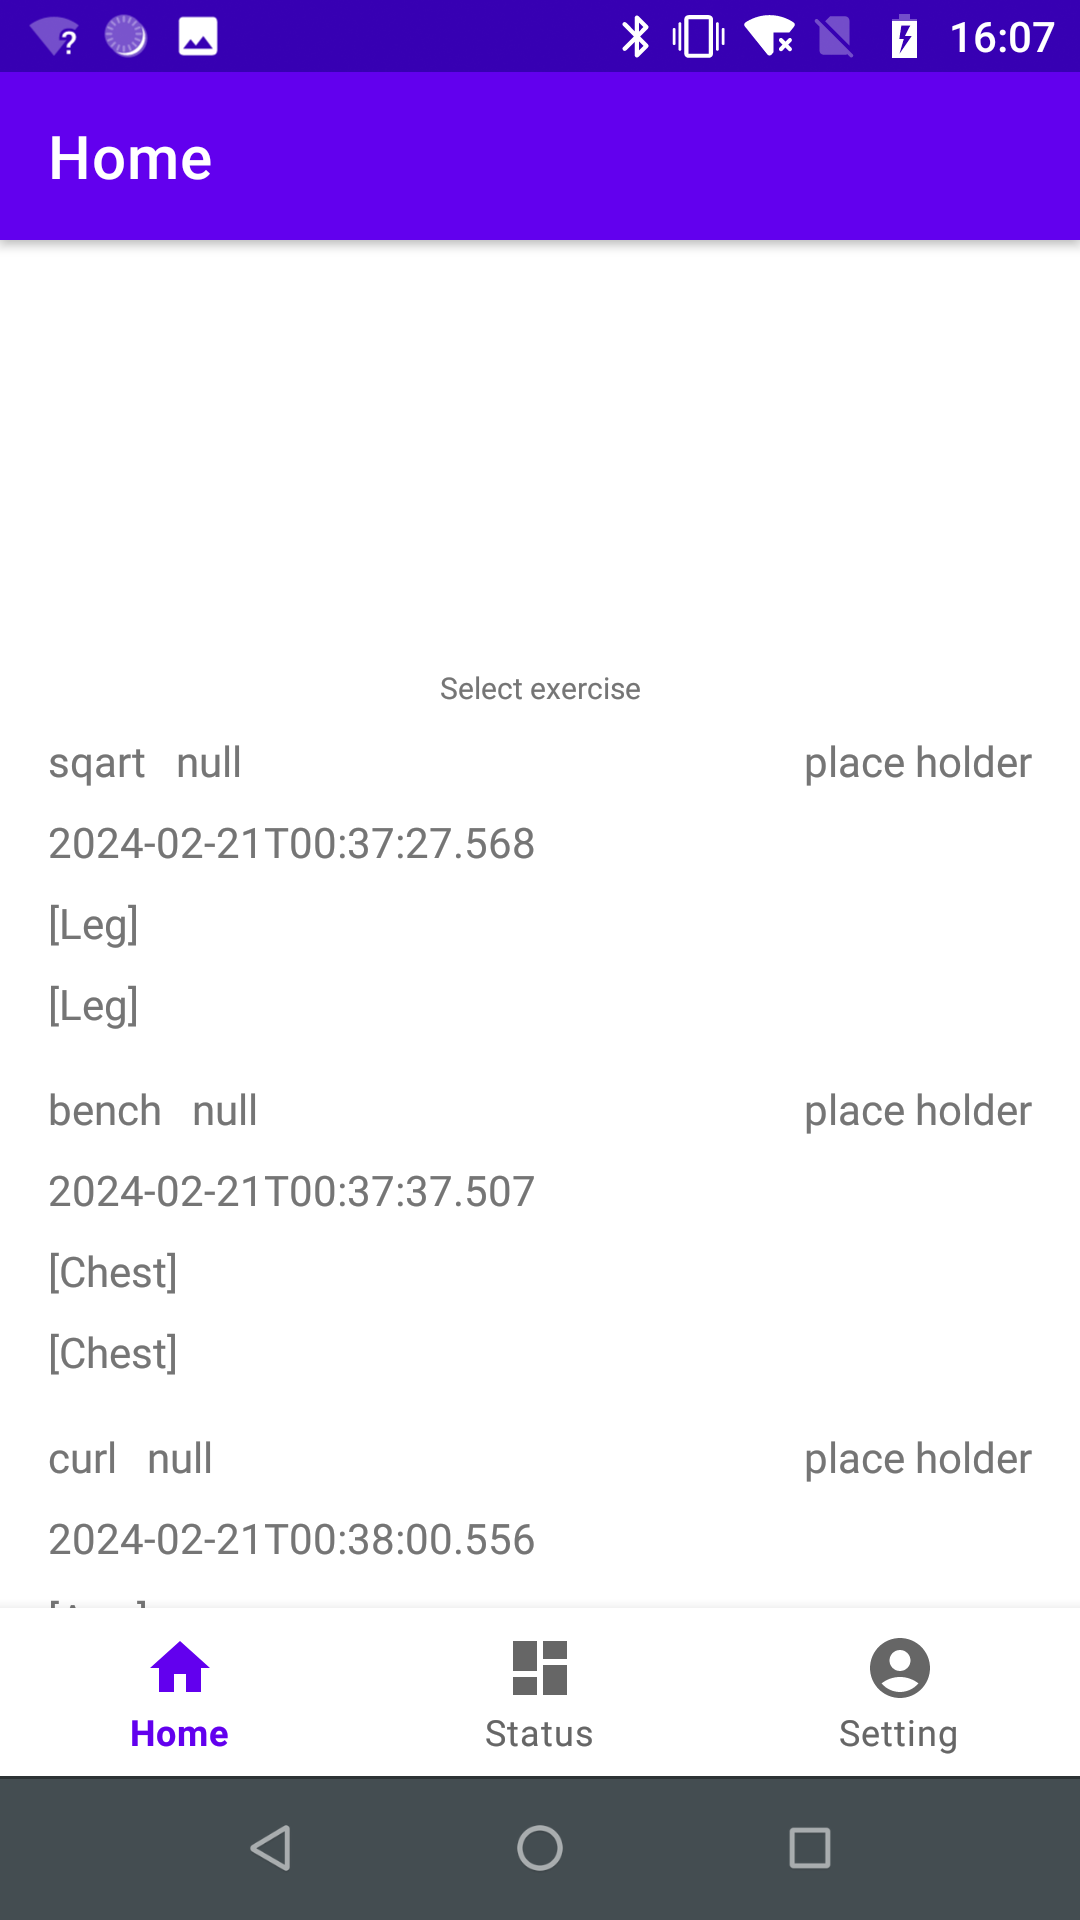 16:07
Home
Select exercise
sqart null place holder
2024-02-21T00:37:27.568
[Leg]
[Leg]
bench null place holder
2024-02-21T00:37:37.507
[Chest]
[Chest]
curl null place holder
2024-02-21T00:38:00.556
Home Status Setting